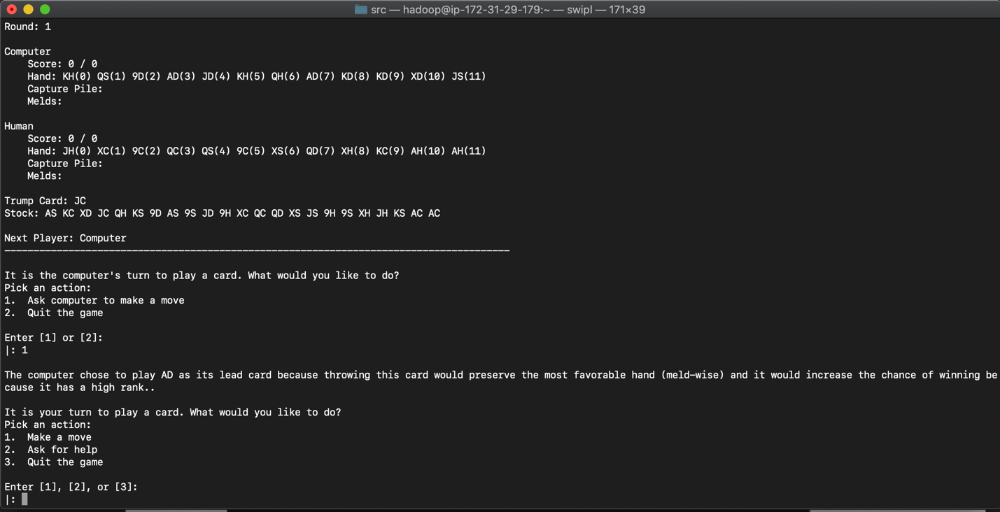 src — hadoop@ip-172-31-29-179:~ — swipl — 171×39
Round: 1
Computer
Score: 0 / 0
Hand: KH(0) QS(1) 9D(2) AD(3) JD(4) KH(5) QH(6) AD(7) KD(8) KD(9) XD(10) JS(11)
Capture Pile:
Melds:
Human
Score: 0 / 0
Hand: JH(0) XC(1) 9C(2) QC(3) QS(4) 9C(5) XS(6) QD(7) XH(8) KC(9) AH(10) AH(11)
Capture Pile:
Melds:
Trump Card: JC
Stock: AS KC XD JC QH KS 9D AS 9S JD 9H XC QC QD XS JS 9H 9S XH JH KS AC AC
Next Player: Computer
----------------------------------------------------------------------------------------
It is the computer's turn to play a card. What would you like to do?
Pick an action:
1.  Ask computer to make a move
2.  Quit the game
Enter [1] or [2]:
|: 1
The computer chose to play AD as its lead card because throwing this card would preserve the most favorable hand (meld-wise) and it would increase the chance of winning be
cause it has a high rank..
It is your turn to play a card. What would you like to do?
Pick an action:
1.  Make a move
2.  Ask for help
3.  Quit the game
Enter [1], [2], or [3]:
|: